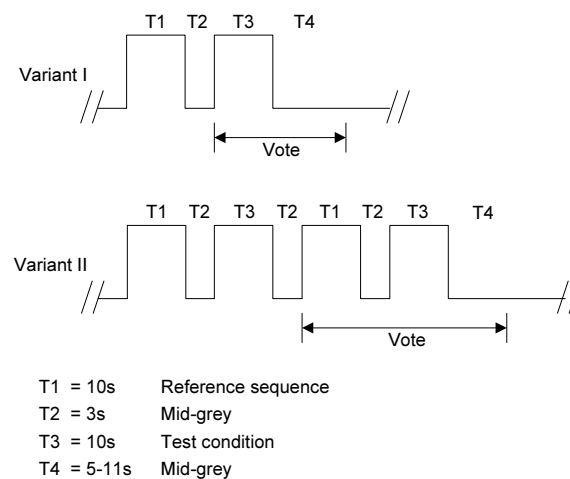 T1 T2 T3 T4
Variant I
Vote
T1 T2 T3 T2 T1 T2 T3 T4
Variant II
Vote
T1 = 10s Reference sequence
T2 = 3s Mid-grey
T3 = 10s Test condition
T4 = 5-11s Mid-grey